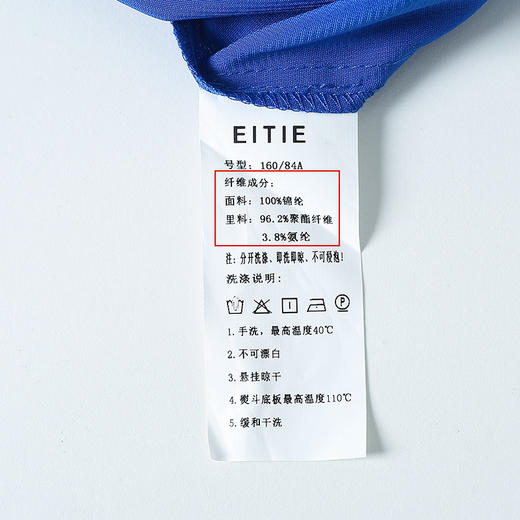 EITIE
号型: 160/84A
纤维成分:
面料: 100%锦纶
里料: 96.2%聚酯纤维
3.8%氨纶
注: 分开洗涤、即洗即晾、不可浸泡!
洗涤说明:
P
1.手洗,最高温度40℃
2.不可漂白
3.悬挂晾干
4.熨斗底板最高温度110℃
5.缓和干洗